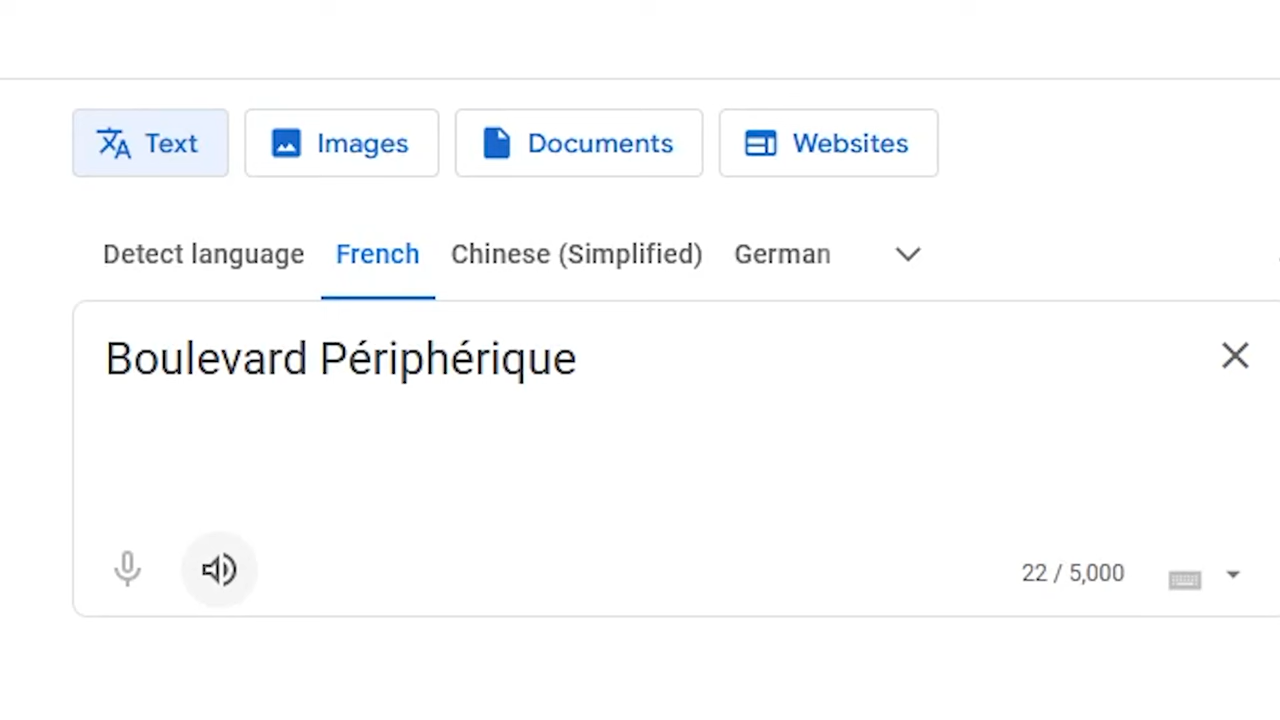 Text Images Documents Websites
Detect language French Chinese (Simplified) German
Boulevard Périphérique
22 / 5,000